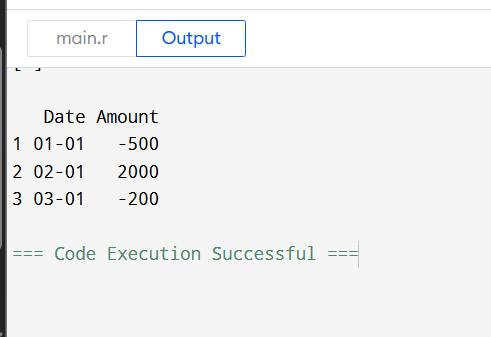 main.r Output
Date Amount
1 01-01 -500
2 02-01 2000
3 03-01 -200
=== Code Execution Successful ===